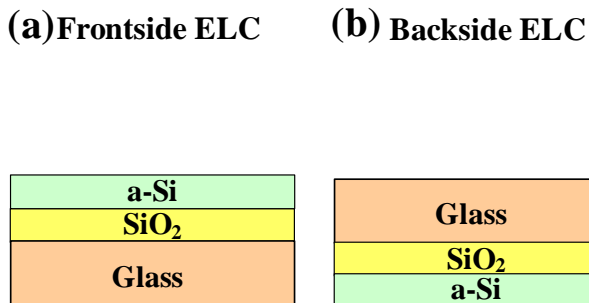 (a) Frontside ELC
a-Si
SiO₂
Glass
(b) Backside ELC
Glass
SiO₂
a-Si